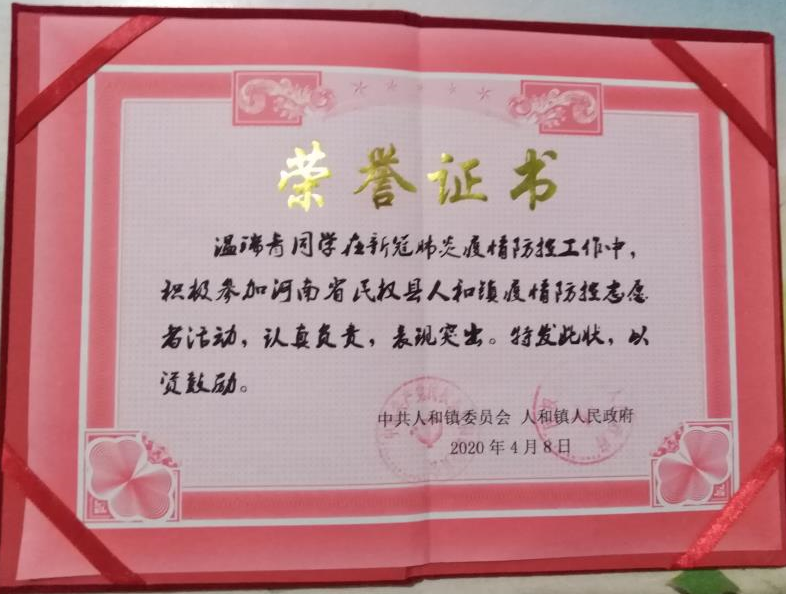 荣誉证书
温瑞青同学在新冠肺炎疫情防控工作中，
积极参加河南省民权县人和镇疫情防控志愿
者活动，认真负责，表现突出。特发此状，以
资鼓励。
中共人和镇委员会 人和镇人民政府
2020年4月8日